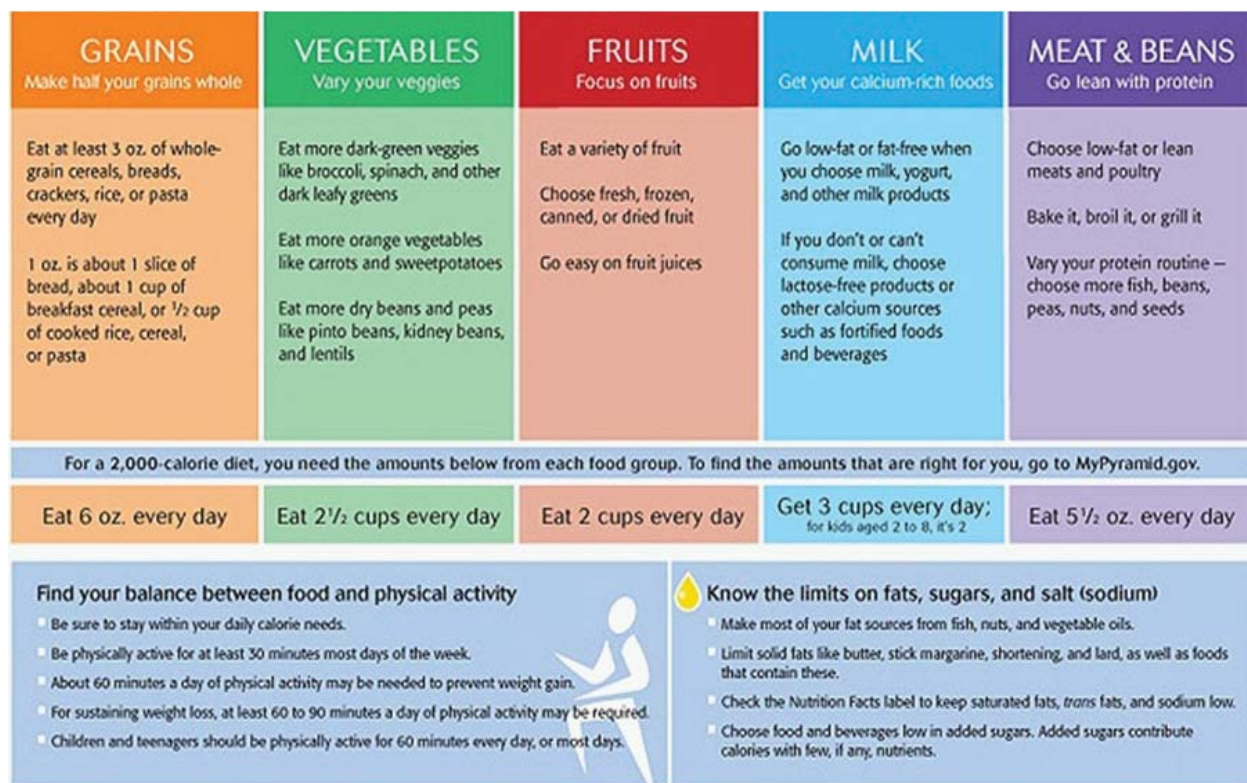 GRAINS
Make half your grains whole
Eat at least 3 oz. of whole-
grain cereals, breads,
crackers, rice, or pasta
every day
1 oz. is about 1 slice of
bread, about 1 cup of
breakfast cereal, or ½ cup
of cooked rice, cereal,
or pasta
VEGETABLES
Vary your veggies
Eat more dark-green veggies
like broccoli, spinach, and other
dark leafy greens
Eat more orange vegetables
like carrots and sweetpotatoes
Eat more dry beans and peas
like pinto beans, kidney beans,
and lentils
FRUITS
Focus on fruits
Eat a variety of fruit
Choose fresh, frozen,
canned, or dried fruit
Go easy on fruit juices
MILK
Get your calcium-rich foods
Go low-fat or fat-free when
you choose milk, yogurt,
and other milk products
If you don't or can't
consume milk, choose
lactose-free products or
other calcium sources
such as fortified foods
and beverages
MEAT & BEANS
Go lean with protein
Choose low-fat or lean
meats and poultry
Bake it, broil it, or grill it
Vary your protein routine –
choose more fish, beans,
peas, nuts, and seeds
For a 2,000-calorie diet, you need the amounts below from each food group. To find the amounts that are right for you, go to MyPyramid.gov.
Eat 6 oz. every day
Eat 2½ cups every day
Eat 2 cups every day
Get 3 cups every day;
for kids aged 2 to 8, it's 2
Eat 5½ oz. every day
Find your balance between food and physical activity
Be sure to stay within your daily calorie needs.
Be physically active for at least 30 minutes most days of the week.
About 60 minutes a day of physical activity may be needed to prevent weight gain.
For sustaining weight loss, at least 60 to 90 minutes a day of physical activity may be required.
Children and teenagers should be physically active for 60 minutes every day, or most days.
Know the limits on fats, sugars, and salt (sodium)
Make most of your fat sources from fish, nuts, and vegetable oils.
Limit solid fats like butter, stick margarine, shortening, and lard, as well as foods
that contain these.
Check the Nutrition Facts label to keep saturated fats, trans fats, and sodium low.
Choose food and beverages low in added sugars. Added sugars contribute
calories with few, if any, nutrients.